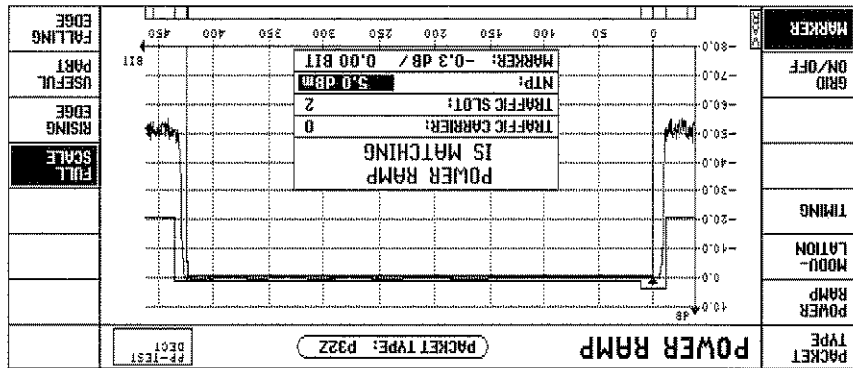 PACKET
TYPE
POWER
RAMP
MODU-
LATION
TIMING
GRID
ON/OFF
MARKER
POWER RAMP
PACKET TYPE: P32Z
PP-TEST
DECT
dB
10.0
0.0
-10.0
-20.0
-30.0
-40.0
-50.0
-60.0
-70.0
-80.0
POWER RAMP
IS MATCHING
TRAFFIC CARRIER: 0
TRAFFIC SLOT: 2
NTP: 5.0 dBm
MARKER: -0.3 dB / 0.00 BIT
BIT
0 50 100 150 200 250 300 350 400 450
FULL
SCALE
RISING
EDGE
USEFUL
PART
FALLING
EDGE